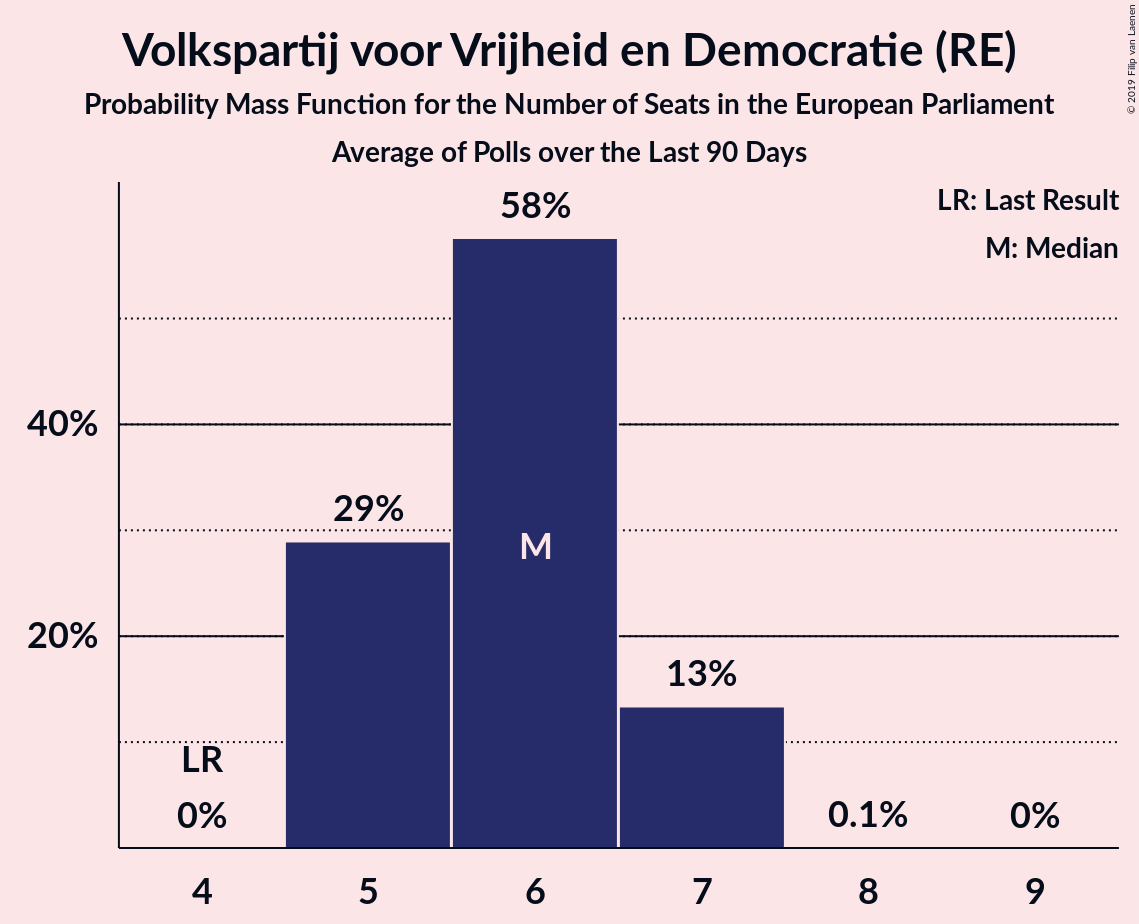 Volkspartij voor Vrijheid en Democratie (RE)
Probability Mass Function for the Number of Seats in the European Parliament
Average of Polls over the Last 90 Days
© 2019 Filip van Laenen
LR: Last Result
M: Median
58%
40%
29%
M
20%
13%
LR
0%
0.1%
0%
4 5 6 7 8 9